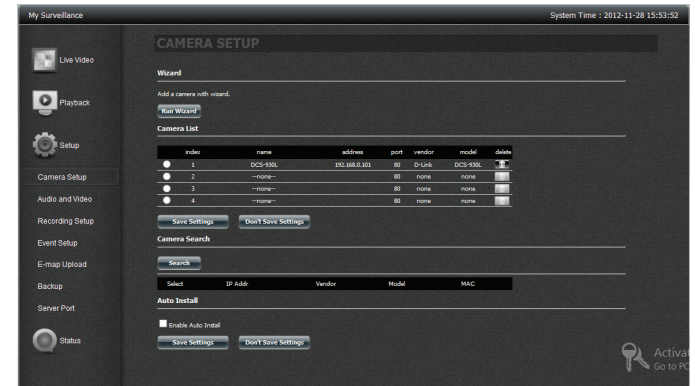 My Surveillance
System Time : 2012-11-28 15:53:52
CAMERA SETUP
Live Video
Playback
Setup
Camera Setup
Audio and Video
Recording Setup
Event Setup
E-map Upload
Backup
Server Port
Status
Wizard
Add a camera with wizard.
Run Wizard
Camera List
index name address port vendor model delete
1 DCS-930L 192.168.0.101 80 D-Link DCS-930L
2 --none-- 80 none none
3 --none-- 80 none none
4 --none-- 80 none none
Save Settings Don't Save Settings
Camera Search
Search
Select IP Addr Vendor Model MAC
Auto Install
Enable Auto Install
Save Settings Don't Save Settings
Activat
Go to PC